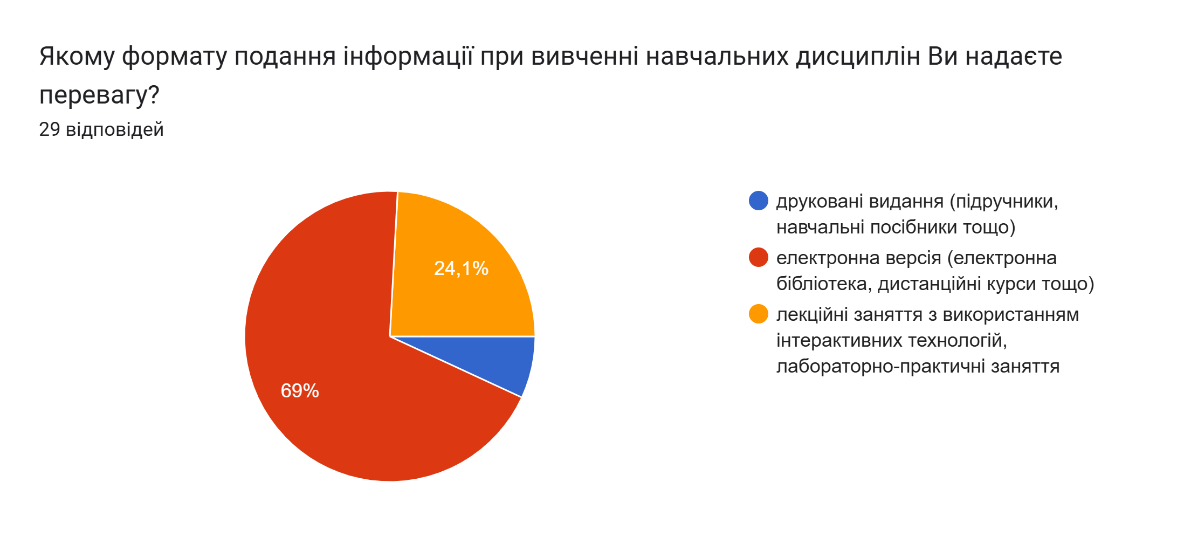 Якому формату подання інформації при вивченні навчальних дисциплін Ви надаєте
перевагу?
29 відповідей
24,1%
69%
друковані видання (підручники,
навчальні посібники тощо)
електронна версія (електронна
бібліотека, дистанційні курси тощо)
лекційні заняття з використанням
інтерактивних технологій,
лабораторно-практичні заняття